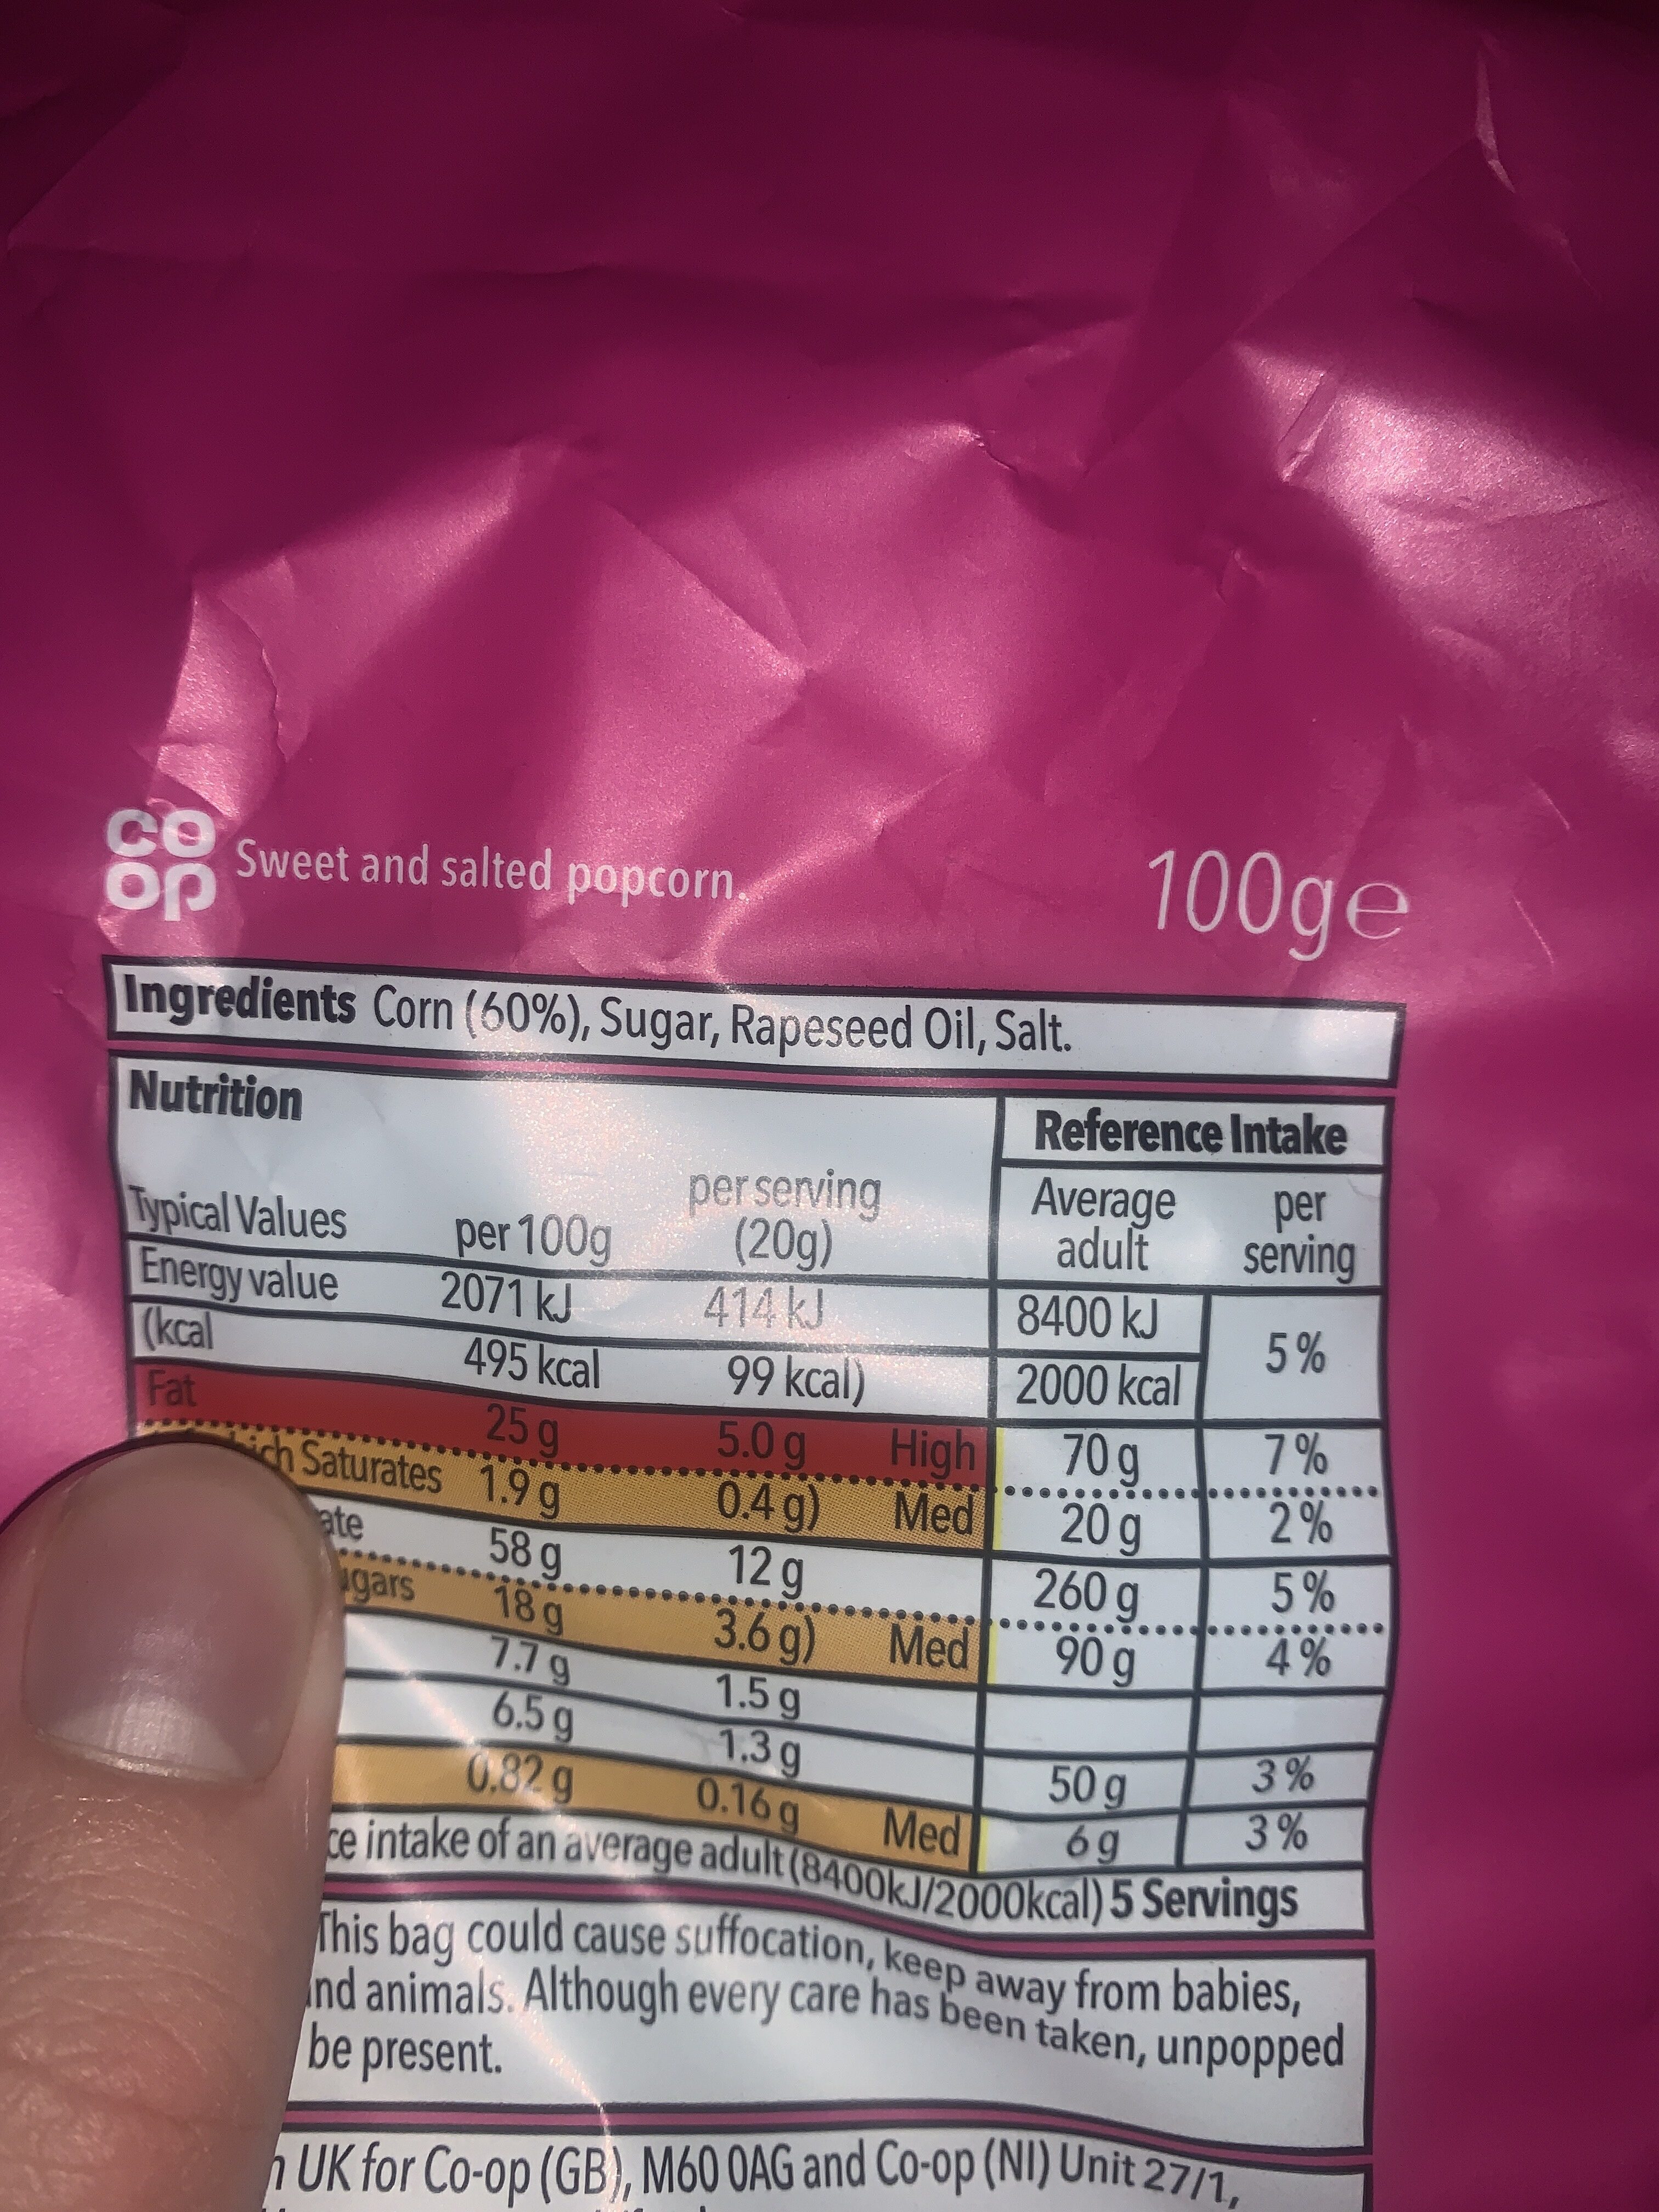 CO
OP
Sweet and salted popcorn.
100ge
Ingredients Corn (60%), Sugar, Rapeseed Oil, Salt.
Nutrition
Reference Intake
Typical Values per 100g per serving (20g) Average adult per serving
Energy value 2071 kJ 414 kJ 8400 kJ 5%
(kcal 495 kcal 99 kcal) 2000 kcal
Fat 25 g 5.0 g High 70 g 7%
Saturates 1.9 g 0.4 g) Med 20 g 2%
58 g 12 g 260 g 5%
18 g 3.6 g) Med 90 g 4%
7.7 g 1.5 g
6.5 g 1.3 g 50 g 3%
0.82 g 0.16 g Med 6 g 3%
intake of an average adult (8400kJ/2000kcal) 5 Servings
This bag could cause suffocation, keep away from babies,
animals. Although every care has been taken, unpopped
be present.
UK for Co-op (GB), M60 0AG and Co-op (NI) Unit 27/1,